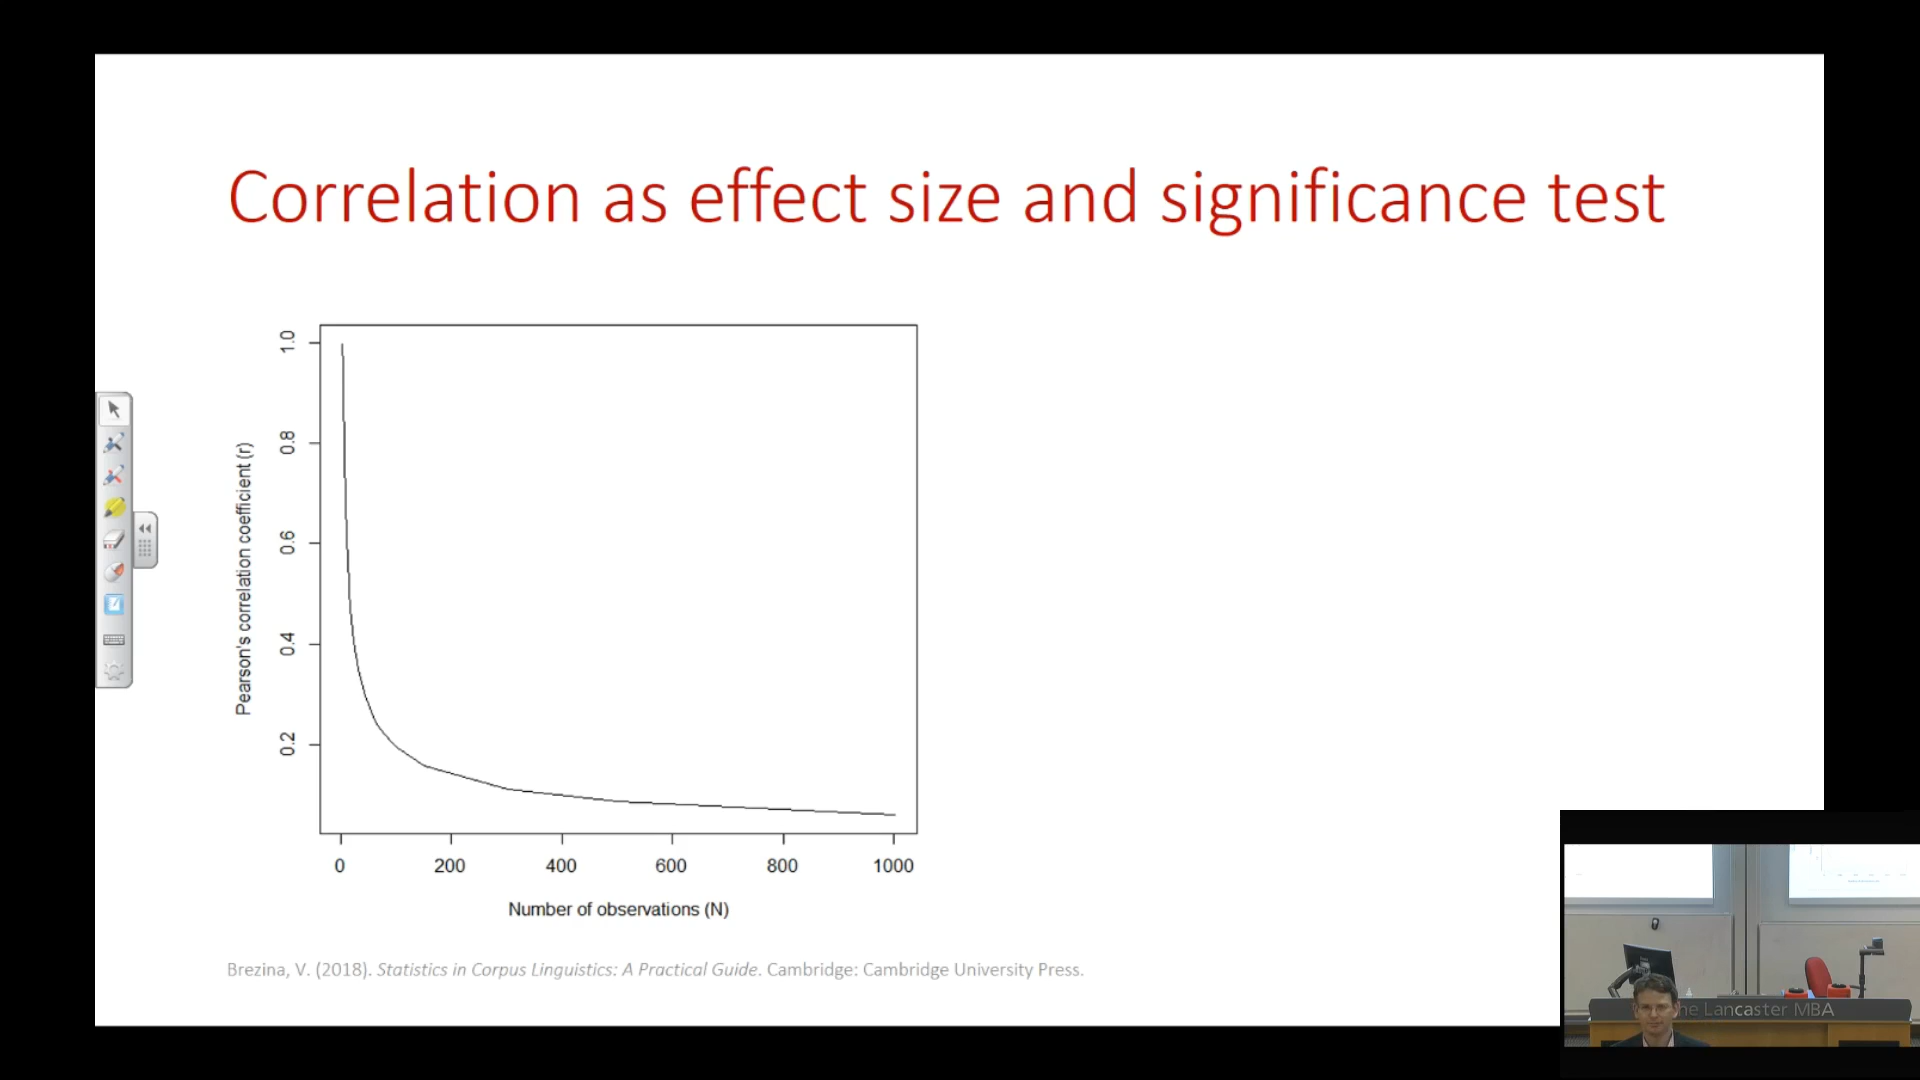 Correlation as effect size and significance test
Pearson's correlation coefficient (r)
1.0
0.8
0.6
0.4
0.2
0 200 400 600 800 1000
Number of observations (N)
Brezina, V. (2018). Statistics in Corpus Linguistics: A Practical Guide. Cambridge: Cambridge University Press.
he Lancaster MBA